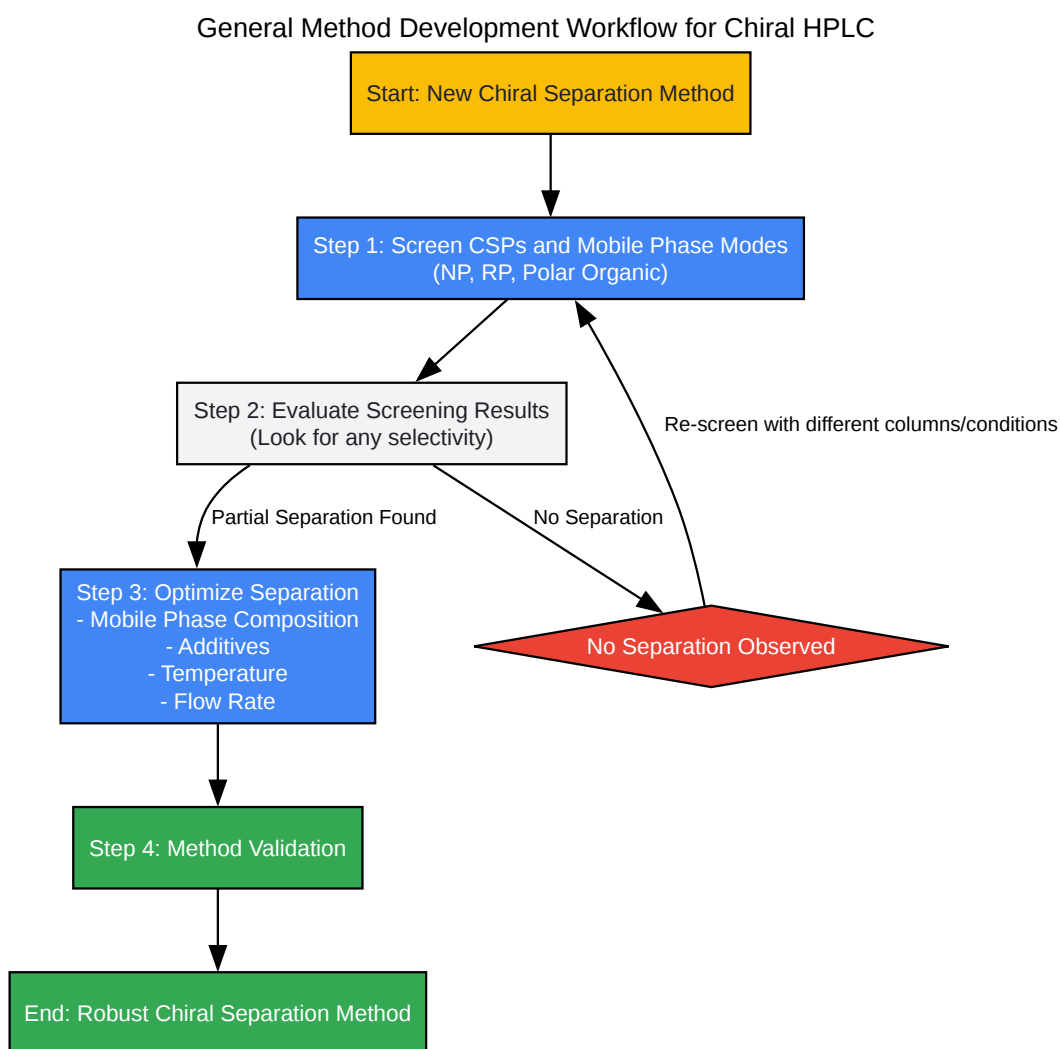 General Method Development Workflow for Chiral HPLC
Start: New Chiral Separation Method
Step 1: Screen CSPs and Mobile Phase Modes
(NP, RP, Polar Organic)
Step 2: Evaluate Screening Results
(Look for any selectivity)
Re-screen with different columns/conditions
Partial Separation Found
No Separation
Step 3: Optimize Separation
- Mobile Phase Composition
- Additives
- Temperature
- Flow Rate
No Separation Observed
Step 4: Method Validation
End: Robust Chiral Separation Method